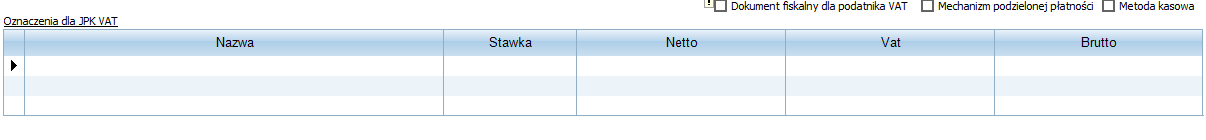 Dokument fiskalny dla podatnika VAT Mechanizm podzielonej płatności Metoda kasowa
Oznaczenia dla JPK VAT
Nazwa Stawka Netto Vat Brutto